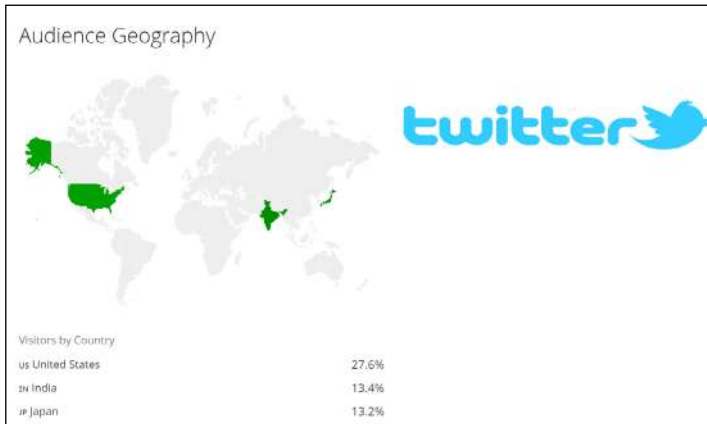 Audience Geography
twitter
Visitors by Country
US United States 27.6%
IN India 13.4%
JP Japan 13.2%